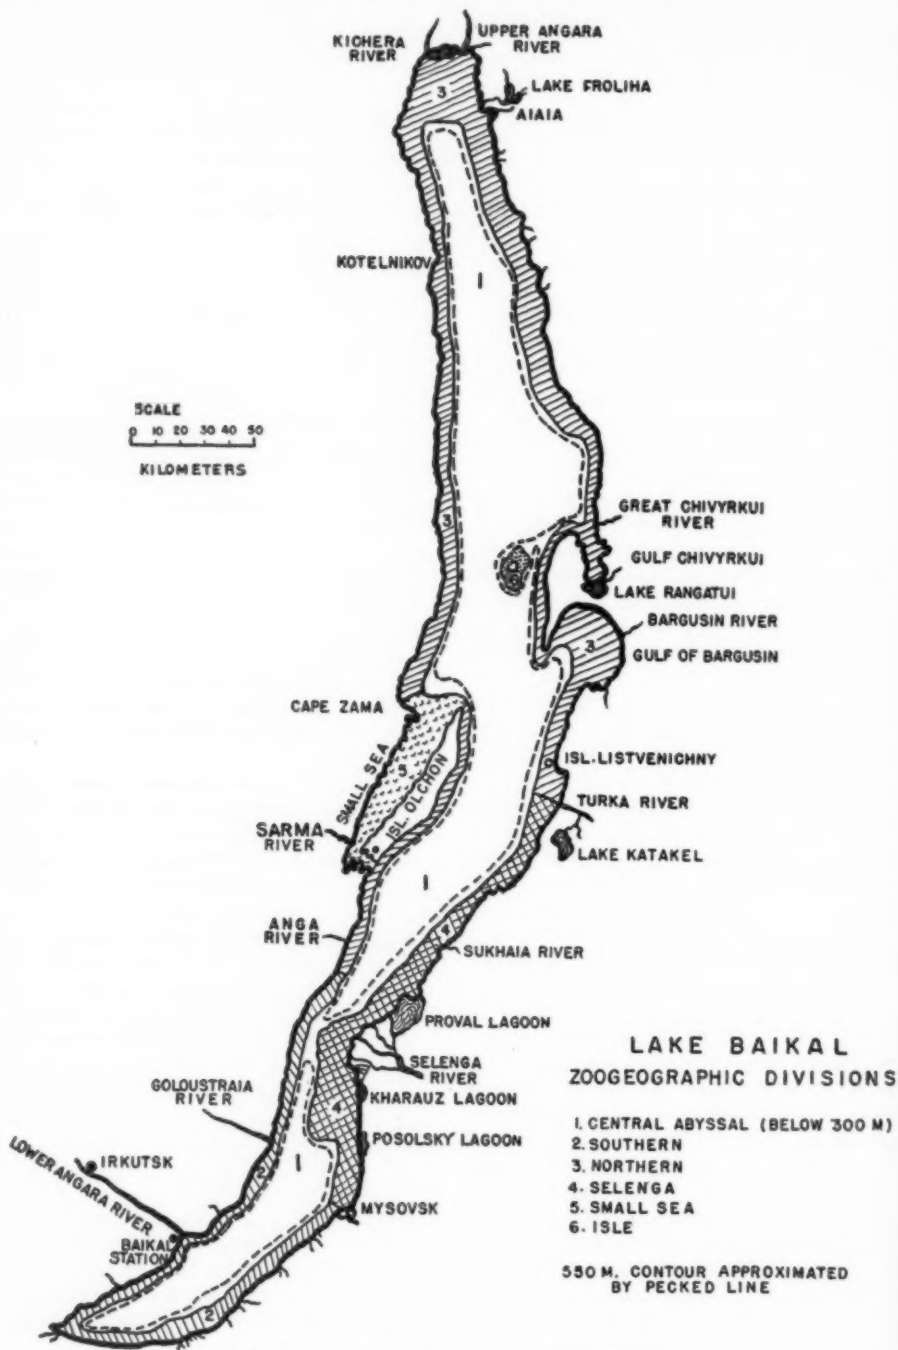 KICHERA
RIVER
UPPER ANGARA
RIVER
LAKE FROLIHA
AIAIA
3
KOTELNIKOV
1
SCALE
0 10 20 30 40 50
KILOMETERS
3
GREAT CHIVYRKUI
RIVER
GULF CHIVYRKUI
LAKE RANGATUI
BARGUSIN RIVER
3
GULF OF BARGUSIN
CAPE ZAMA
SMALL SEA
5
ISL. OLCHON
ISL. LISTVENICHNY
TURKA RIVER
SARMA
RIVER
LAKE KATAKEL
1
ANGA
RIVER
4
SUKHAIA RIVER
PROVAL LAGOON
SELENGA
RIVER
GOLOUSTRAIA
RIVER
KHARAUZ LAGOON
4
POSOLSKY LAGOON
1
2
LOWER ANGARA RIVER
IRKUTSK
MYSOVSK
BAIKAL
STATION
2
LAKE BAIKAL
ZOOGEOGRAPHIC DIVISIONS
1. CENTRAL ABYSSAL (BELOW 300 M)
2. SOUTHERN
3. NORTHERN
4. SELENGA
5. SMALL SEA
6. ISLE
550 M. CONTOUR APPROXIMATED
BY PECKED LINE